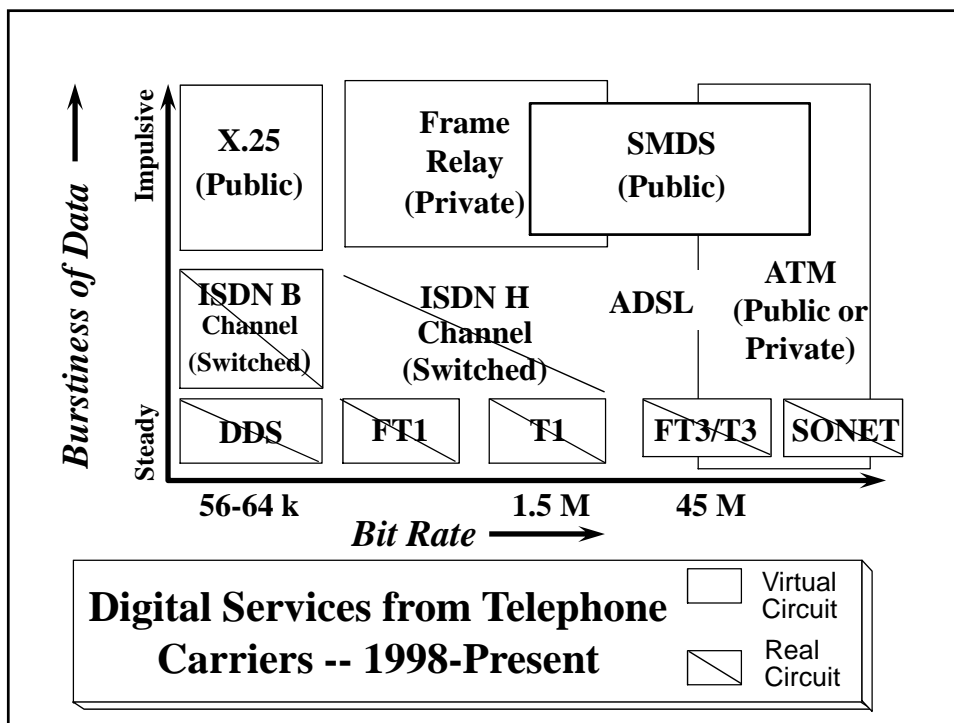 Burstiness of Data
Impulsive
Steady
X.25
(Public)
Frame
Relay
(Private)
SMDS
(Public)
ISDN B
Channel
(Switched)
ISDN H
Channel
(Switched)
ADSL
ATM
(Public or
Private)
DDS
FT1
T1
FT3/T3
SONET
56-64 k
1.5 M
45 M
Bit Rate
Digital Services from Telephone
Carriers -- 1998-Present
Virtual
Circuit
Real
Circuit